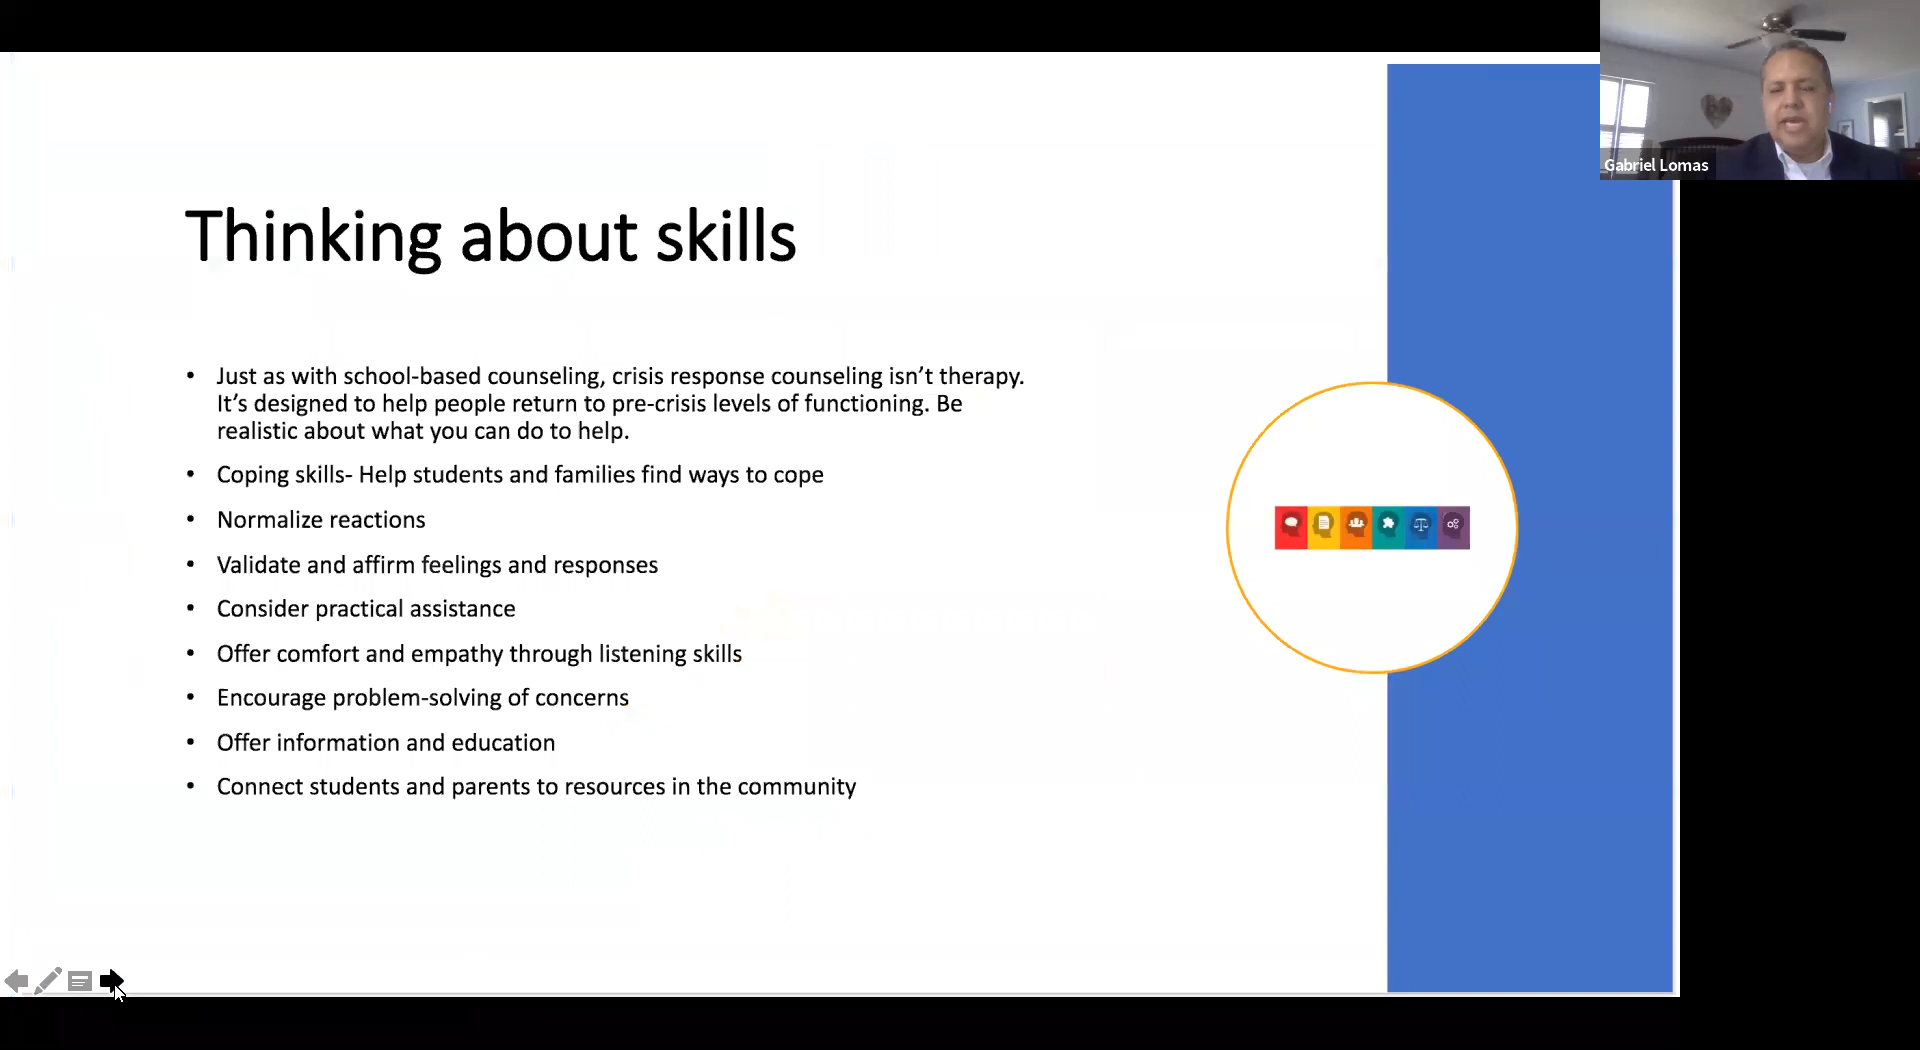 Gabriel Lomas
Thinking about skills
• Just as with school-based counseling, crisis response counseling isn’t therapy.
It’s designed to help people return to pre-crisis levels of functioning. Be
realistic about what you can do to help.
• Coping skills- Help students and families find ways to cope
• Normalize reactions
• Validate and affirm feelings and responses
• Consider practical assistance
• Offer comfort and empathy through listening skills
• Encourage problem-solving of concerns
• Offer information and education
• Connect students and parents to resources in the community